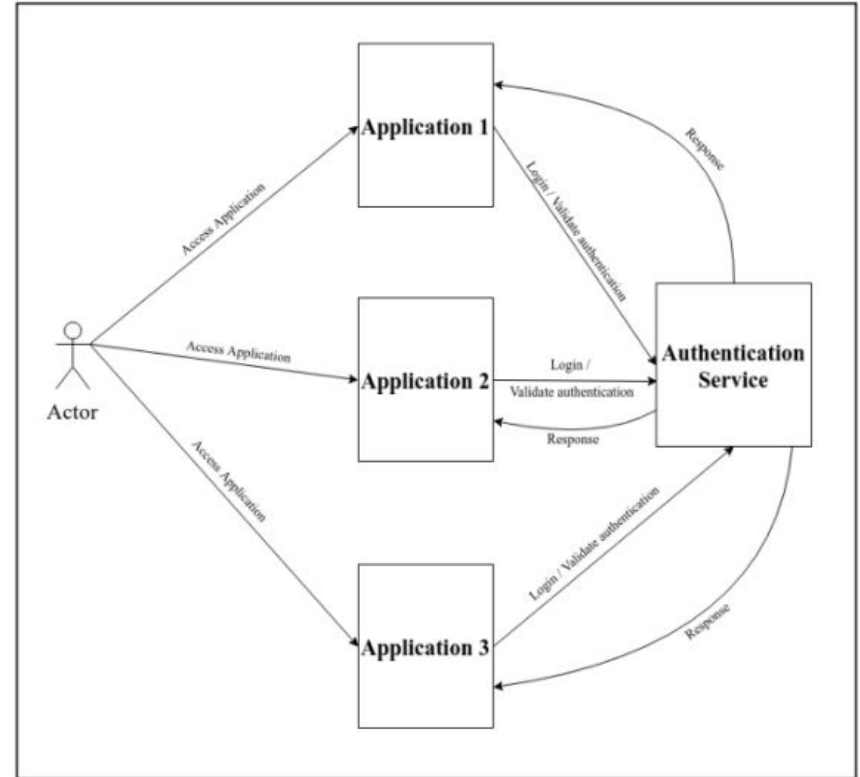 Application 1
Response
Login / Validate authentication
Access Application
Actor
Access Application
Application 2
Login /
Validate authentication
Response
Authentication
Service
Access Application
Login / Validate authentication
Application 3
Response